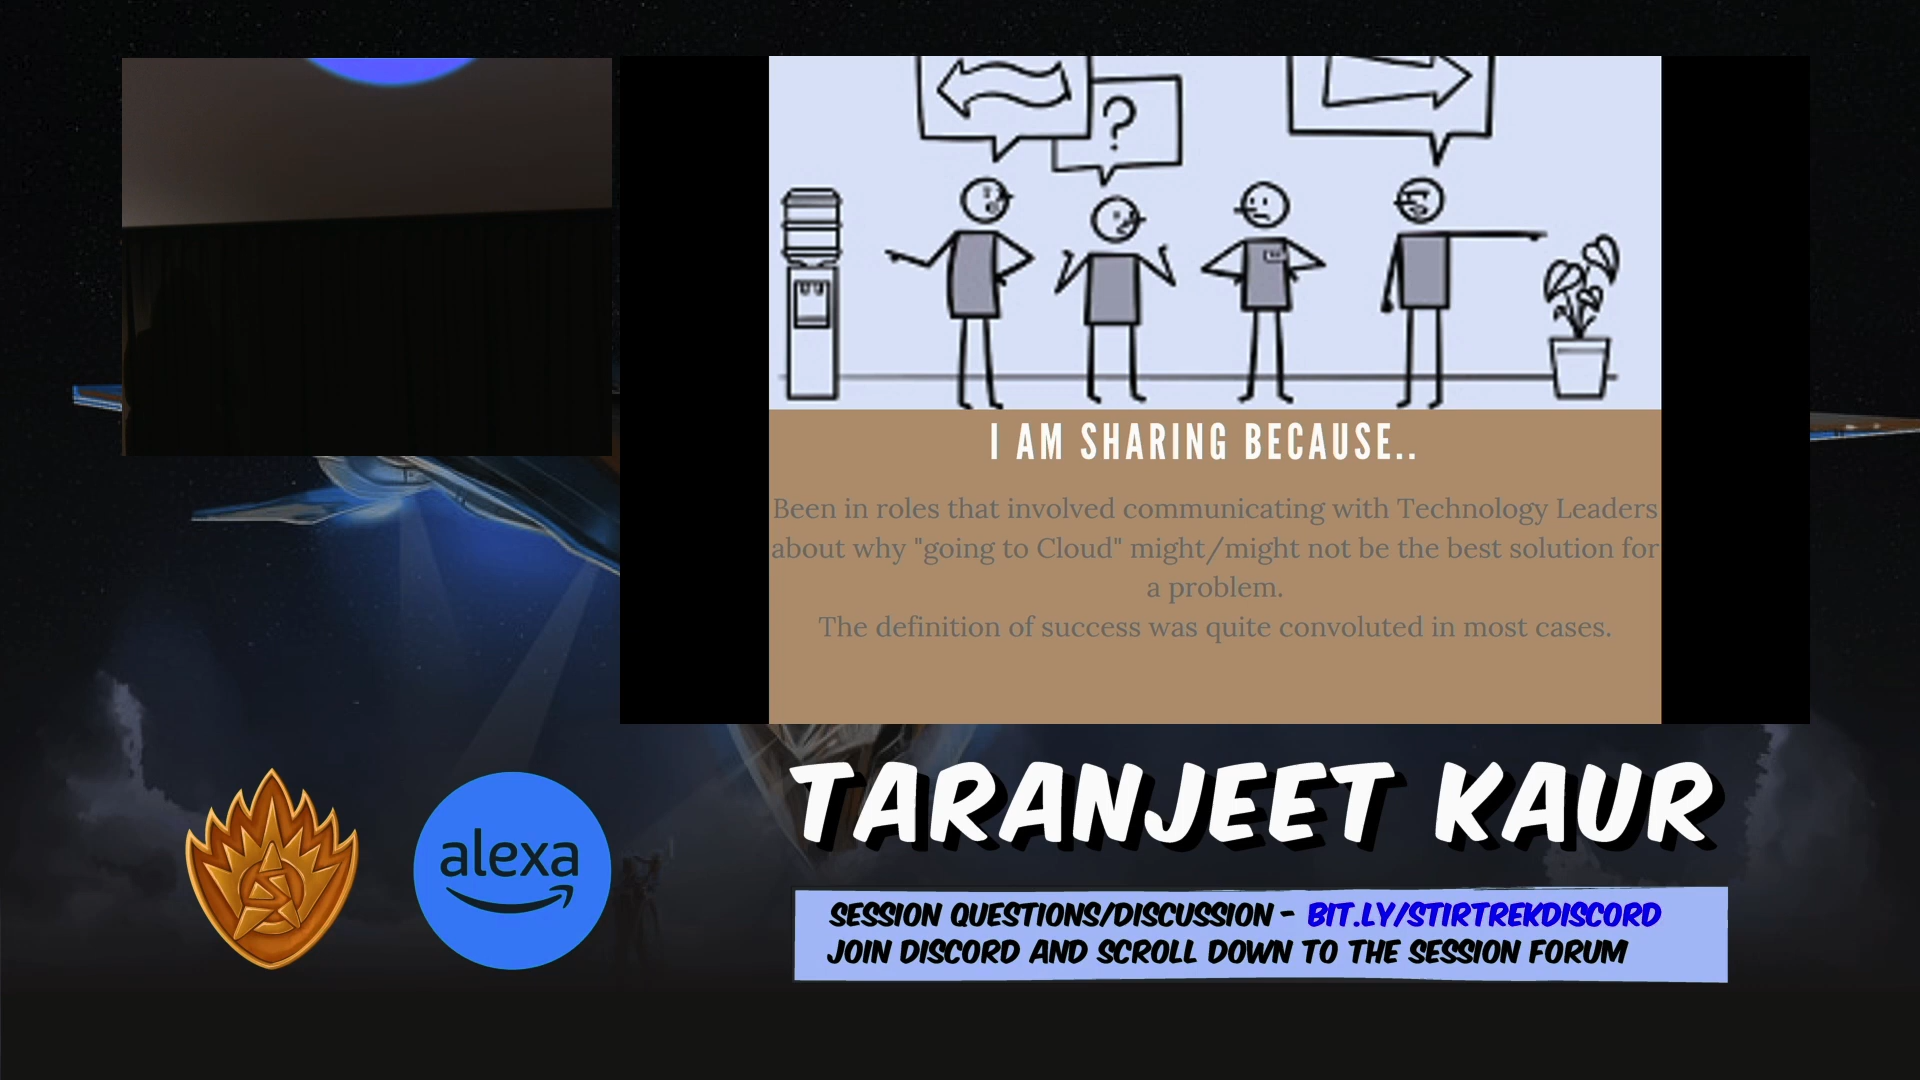 ?
I AM SHARING BECAUSE..
Been in roles that involved communicating with Technology Leaders
about why "going to Cloud" might/might not be the best solution for
a problem.
The definition of success was quite convoluted in most cases.
alexa
TARANJEET KAUR
SESSION QUESTIONS/DISCUSSION - BIT.LY/STIRTREKDISCORD
JOIN DISCORD AND SCROLL DOWN TO THE SESSION FORUM